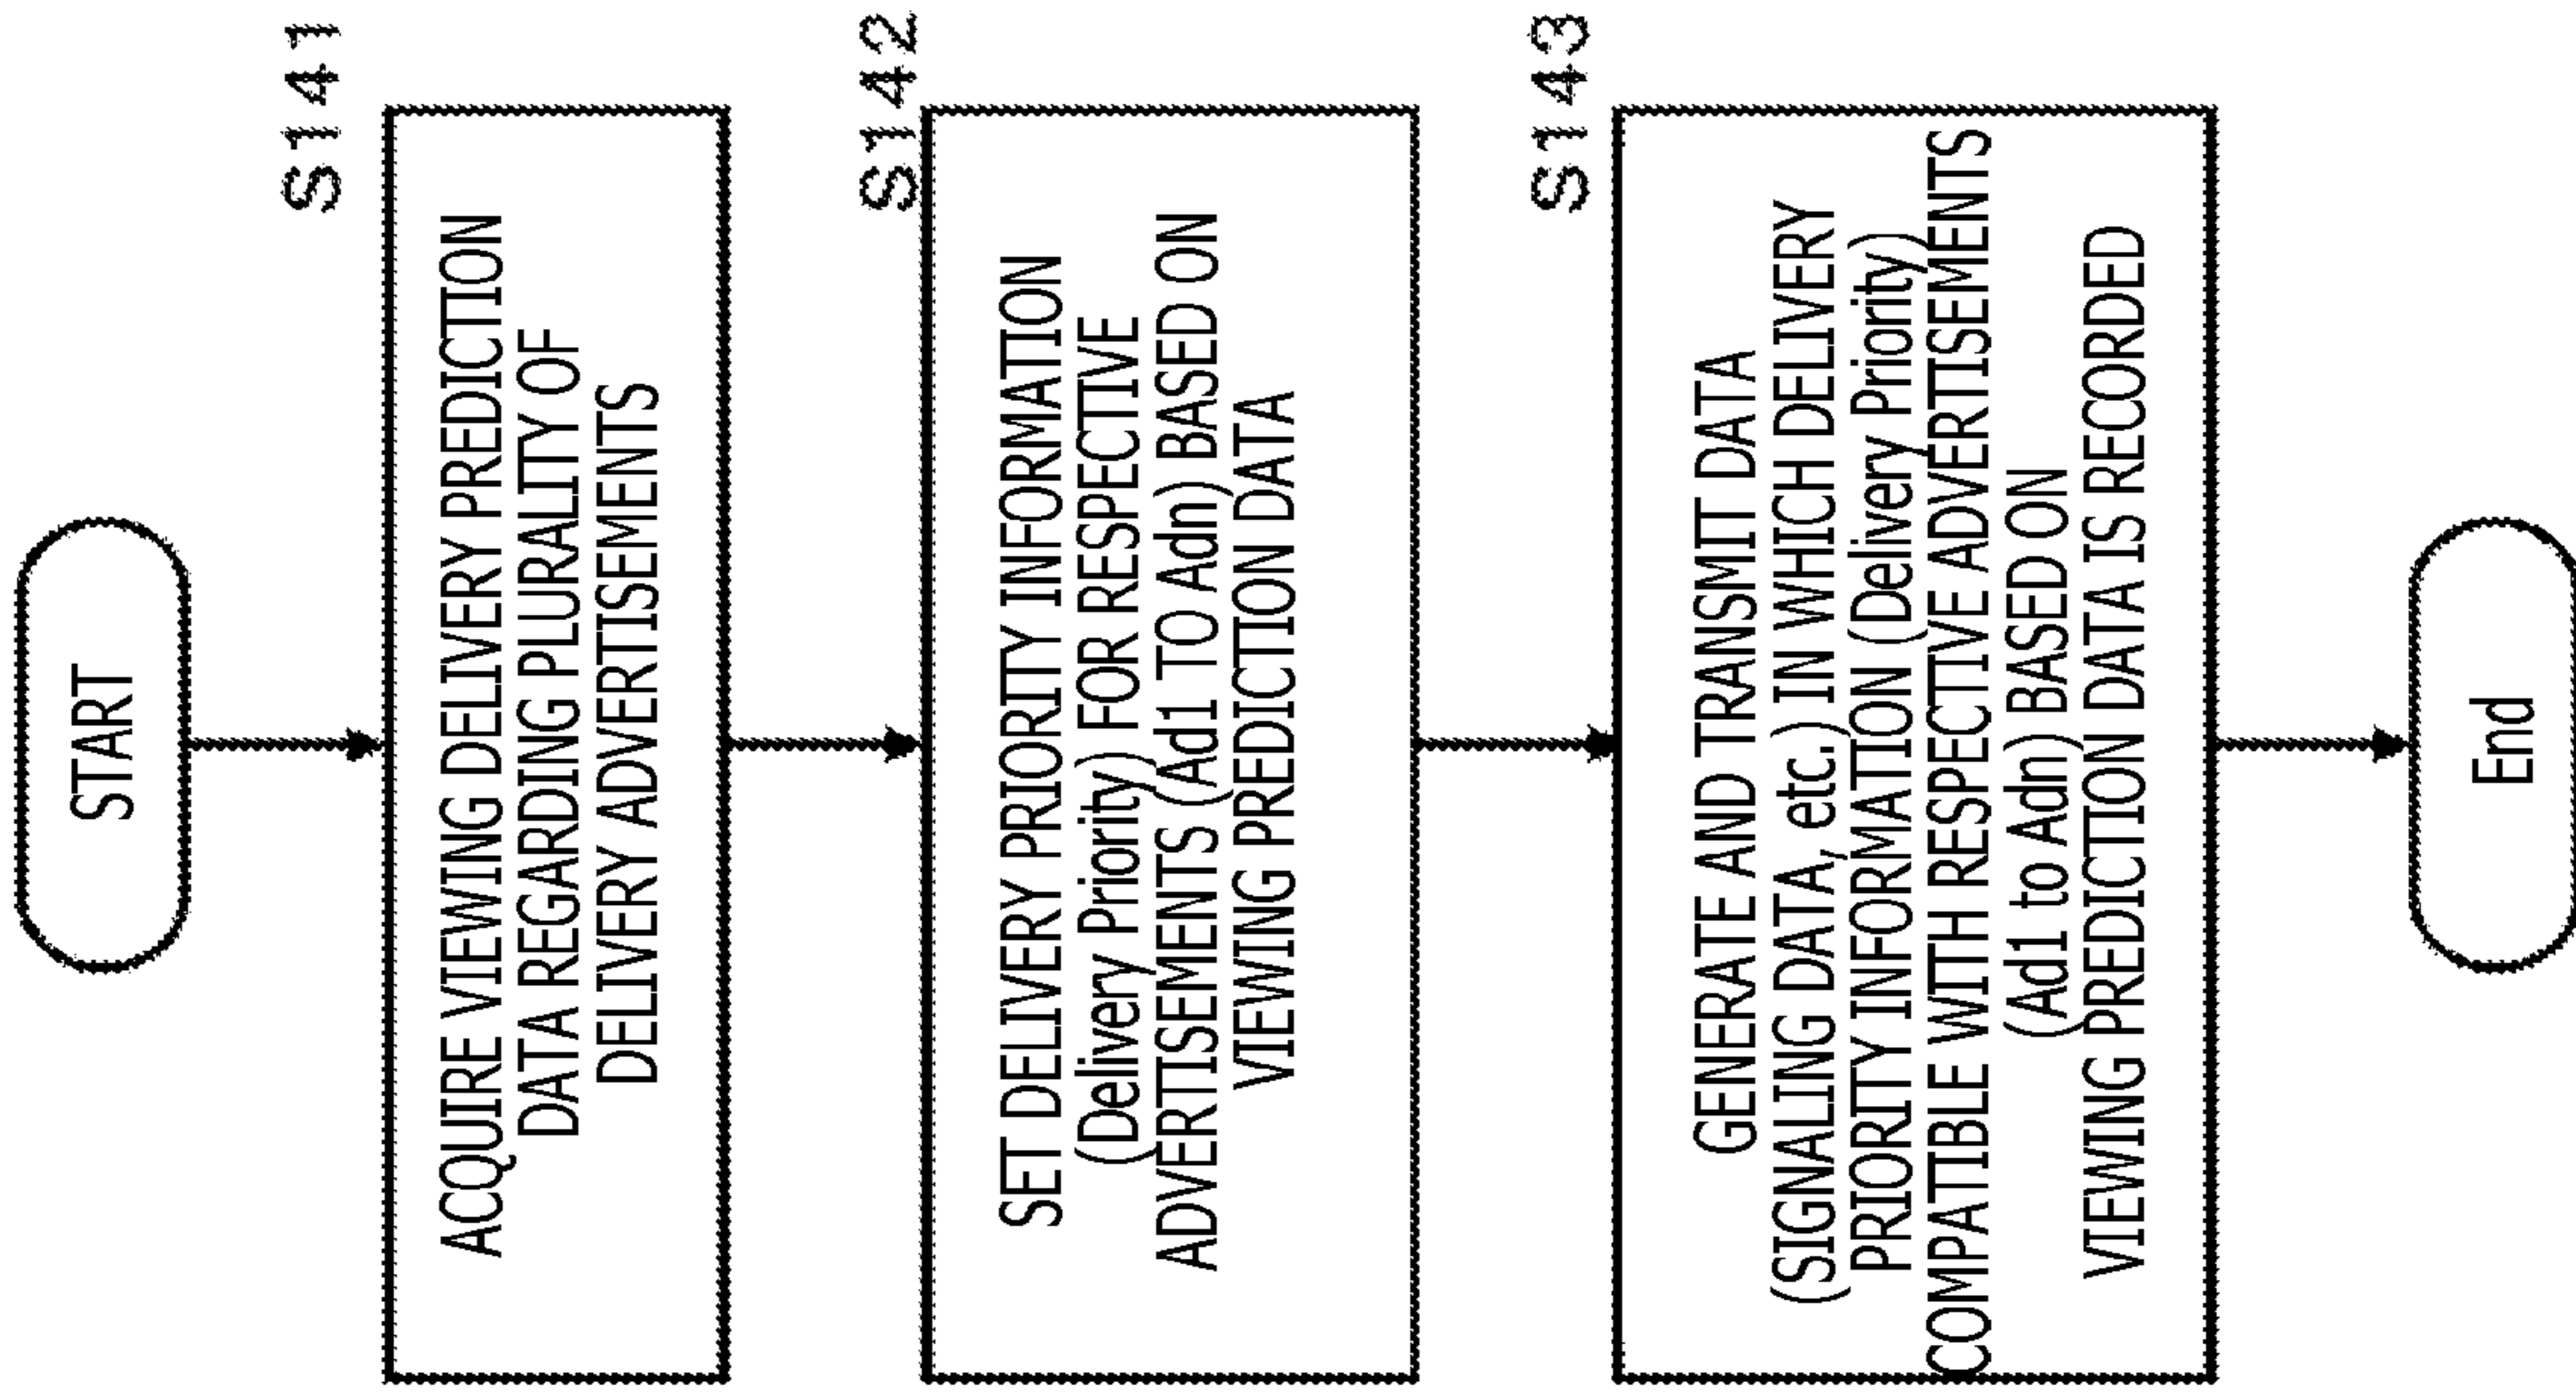 START
S141
ACQUIRE VIEWING DELIVERY PREDICTION
DATA REGARDING PLURALITY OF
DELIVERY ADVERTISEMENTS
S142
SET DELIVERY PRIORITY INFORMATION
(Delivery Priority) FOR RESPECTIVE
ADVERTISEMENTS (Ad1 TO Adn) BASED ON
VIEWING PREDICTION DATA
S143
GENERATE AND TRANSMIT DATA
(SIGNALING DATA, etc.) IN WHICH DELIVERY
PRIORITY INFORMATION (Delivery Priority)
COMPATIBLE WITH RESPECTIVE ADVERTISEMENTS
(Ad1 to Adn) BASED ON
VIEWING PREDICTION DATA IS RECORDED
End